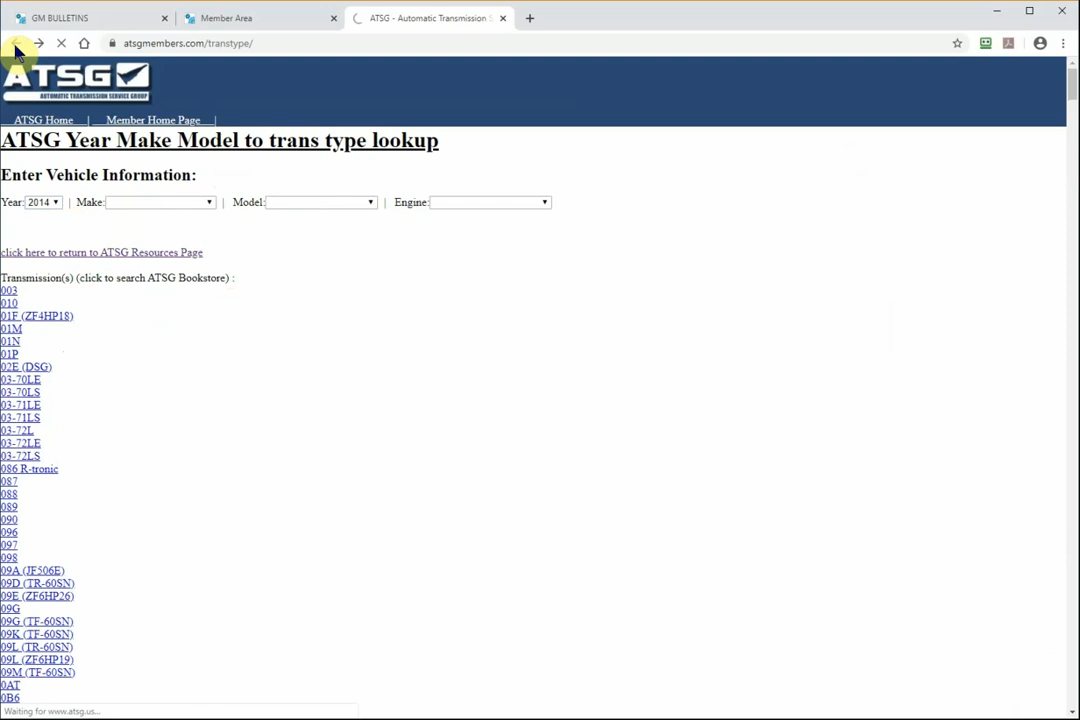 GM BULLETINS
Member Area
ATSG - Automatic Transmission S
atsgmembers.com/transtype/
ATSG
AUTOMATIC TRANSMISSION SERVICE GROUP
ATSG Home | Member Home Page |
ATSG Year Make Model to trans type lookup
Enter Vehicle Information:
Year: 2014 | Make: | Model: | Engine:
click here to return to ATSG Resources Page
Transmission(s) (click to search ATSG Bookstore) :
003
010
01F (ZF4HP18)
01M
01N
01P
02E (DSG)
03-70LE
03-70LS
03-71LE
03-71LS
03-72L
03-72LE
03-72LS
086 R-tronic
087
088
089
090
096
097
098
09A (JF506E)
09D (TR-60SN)
09E (ZF6HP26)
09G
09G (TF-60SN)
09K (TF-60SN)
09L (TR-60SN)
09L (ZF6HP19)
09M (TF-60SN)
0AT
0B6
Waiting for www.atsg.us...